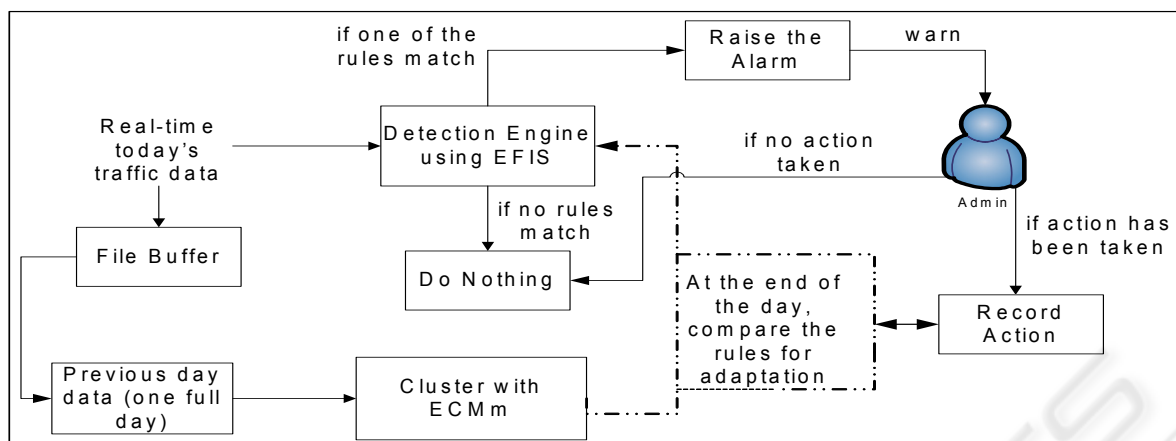 if one of the
rules match
Raise the
Alarm
warn
Real-time
today's
traffic data
Detection Engine
using EFIS
if no action
taken
Admin
if no rules
match
if action has
been taken
File Buffer
Do Nothing
At the end of
the day,
compare the
rules for
adaptation
Record
Action
Previous day
data (one full
day)
Cluster with
ECMm